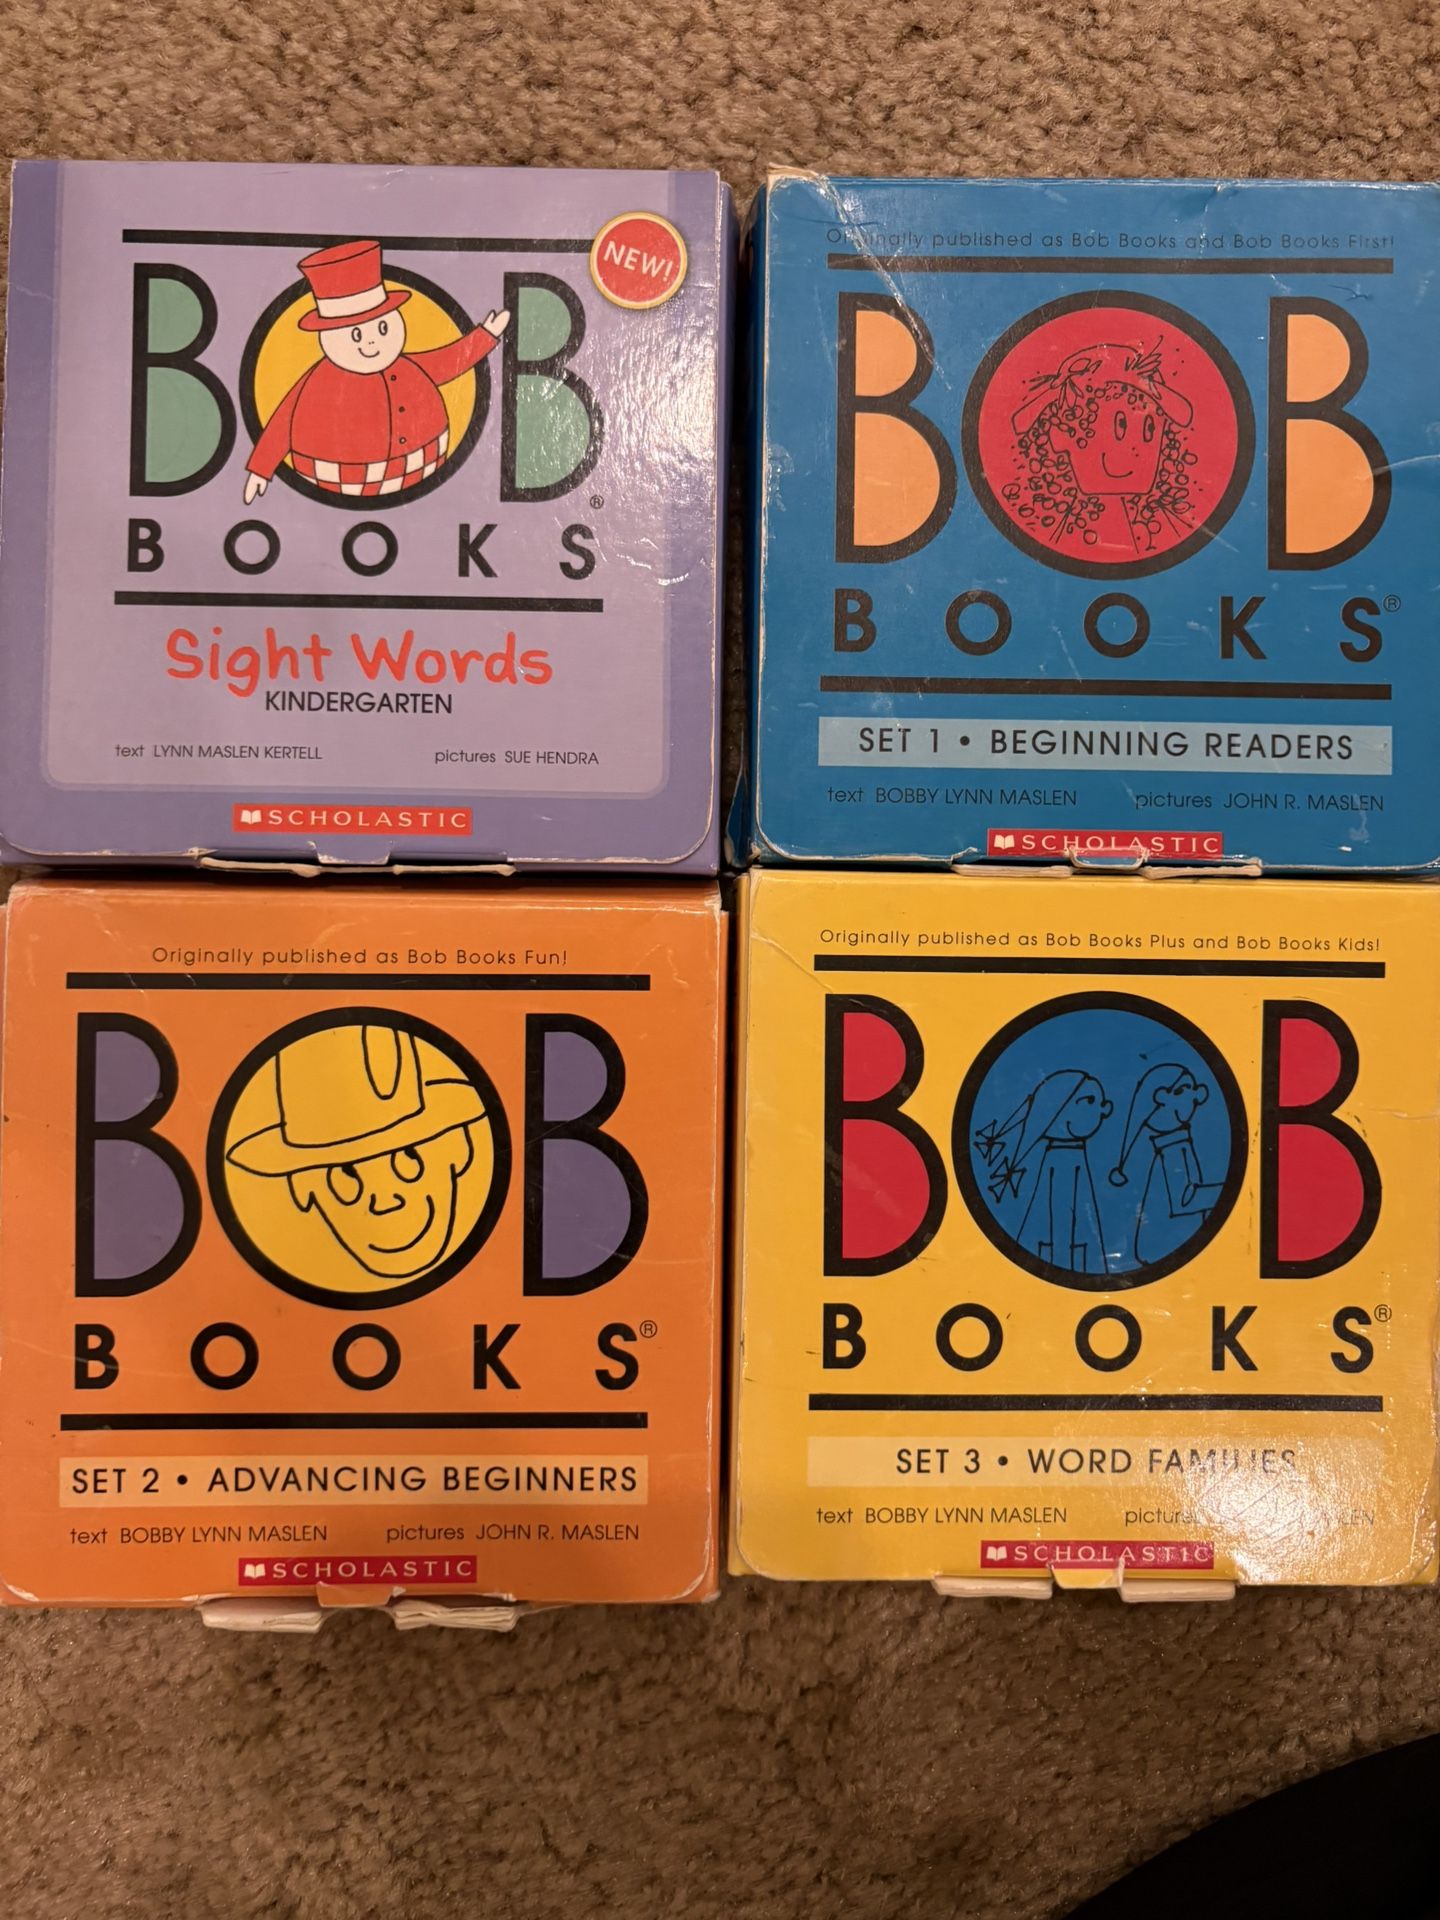 NEW!
BOB
BOOKS®
Sight Words
KINDERGARTEN
text LYNN MASLEN KERTELL pictures SUE HENDRA
SCHOLASTIC
Originally published as Bob Books and Bob Books First!
BOB
BOOKS®
SET 1 • BEGINNING READERS
text BOBBY LYNN MASLEN pictures JOHN R. MASLEN
SCHOLASTIC
Originally published as Bob Books Fun!
BOB
BOOKS®
SET 2 • ADVANCING BEGINNERS
text BOBBY LYNN MASLEN pictures JOHN R. MASLEN
SCHOLASTIC
Originally published as Bob Books Plus and Bob Books Kids!
BOB
BOOKS®
SET 3 • WORD FAMILIES
text BOBBY LYNN MASLEN pictures
SCHOLASTIC